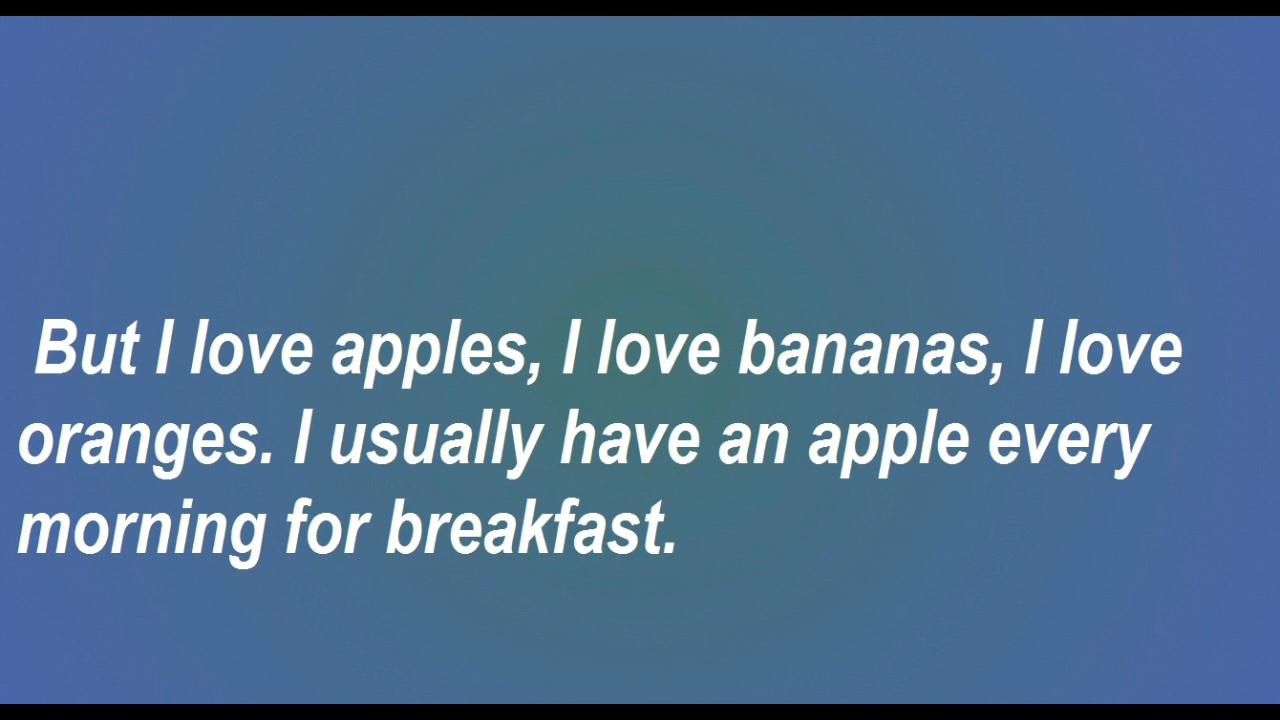 But I love apples, I love bananas, I love
oranges. I usually have an apple every
morning for breakfast.